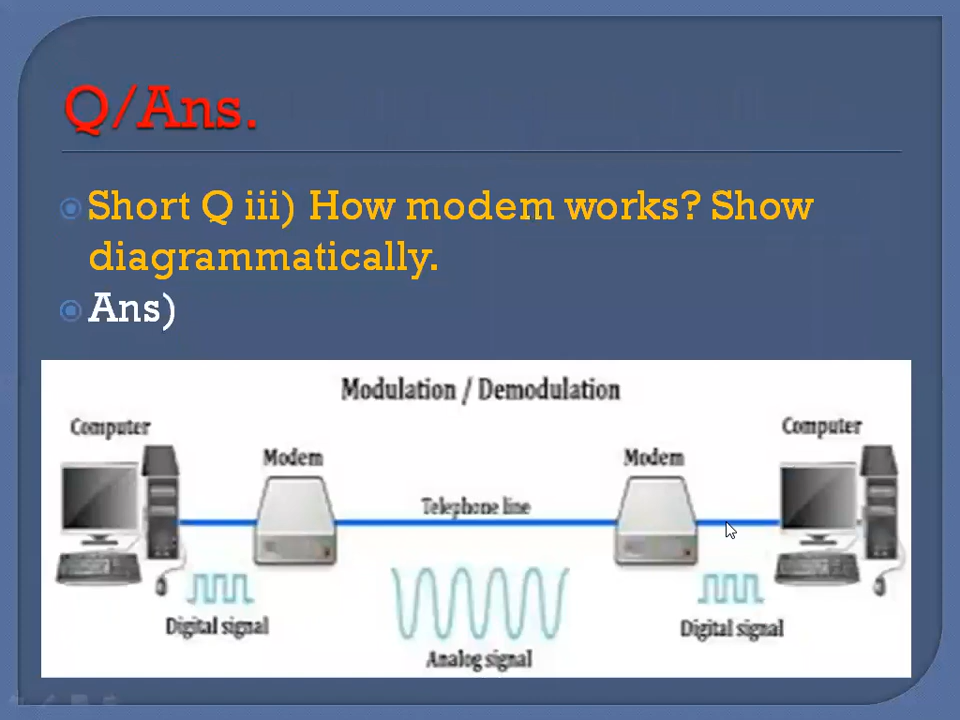 Q/Ans.
Short Q iii) How modem works? Show
diagrammatically.
Ans)
Modulation / Demodulation
Computer
Computer
Modem
Modem
Telephone line
Digital signal
Digital signal
Analog signal